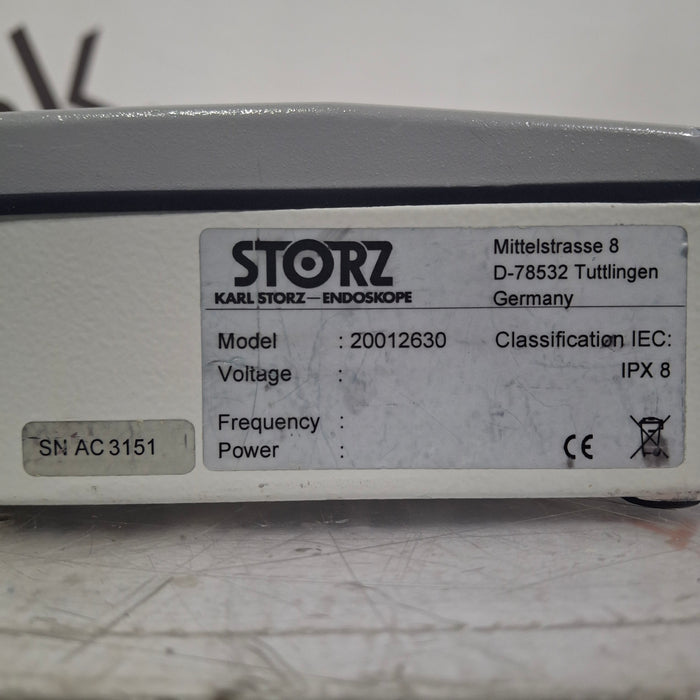 STORZ
KARL STORZ—ENDOSKOPE
Mittelstrasse 8
D-78532 Tuttlingen
Germany
Model : 20012630
Classification IEC:
Voltage :
IPX 8
Frequency :
Power :
CE
SN AC 3151